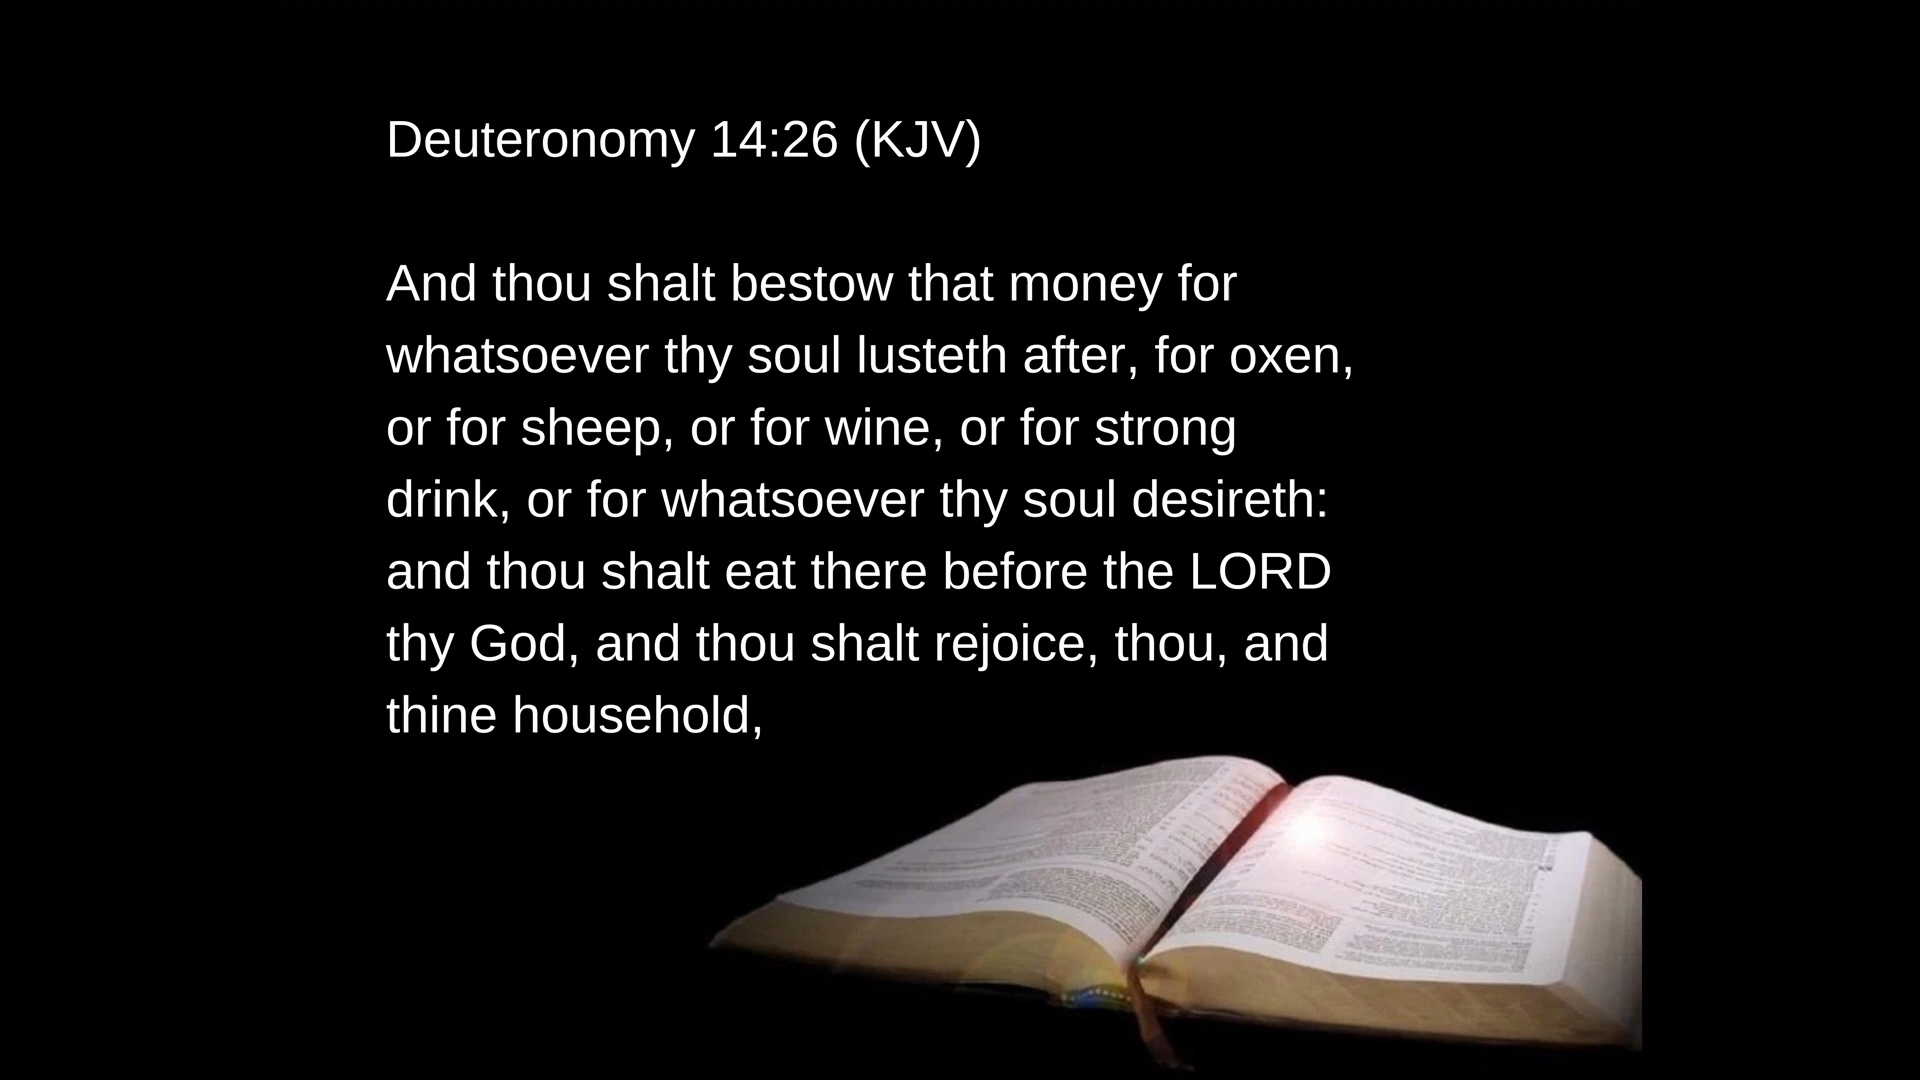 Deuteronomy 14:26 (KJV)
And thou shalt bestow that money for
whatsoever thy soul lusteth after, for oxen,
or for sheep, or for wine, or for strong
drink, or for whatsoever thy soul desireth:
and thou shalt eat there before the LORD
thy God, and thou shalt rejoice, thou, and
thine household,